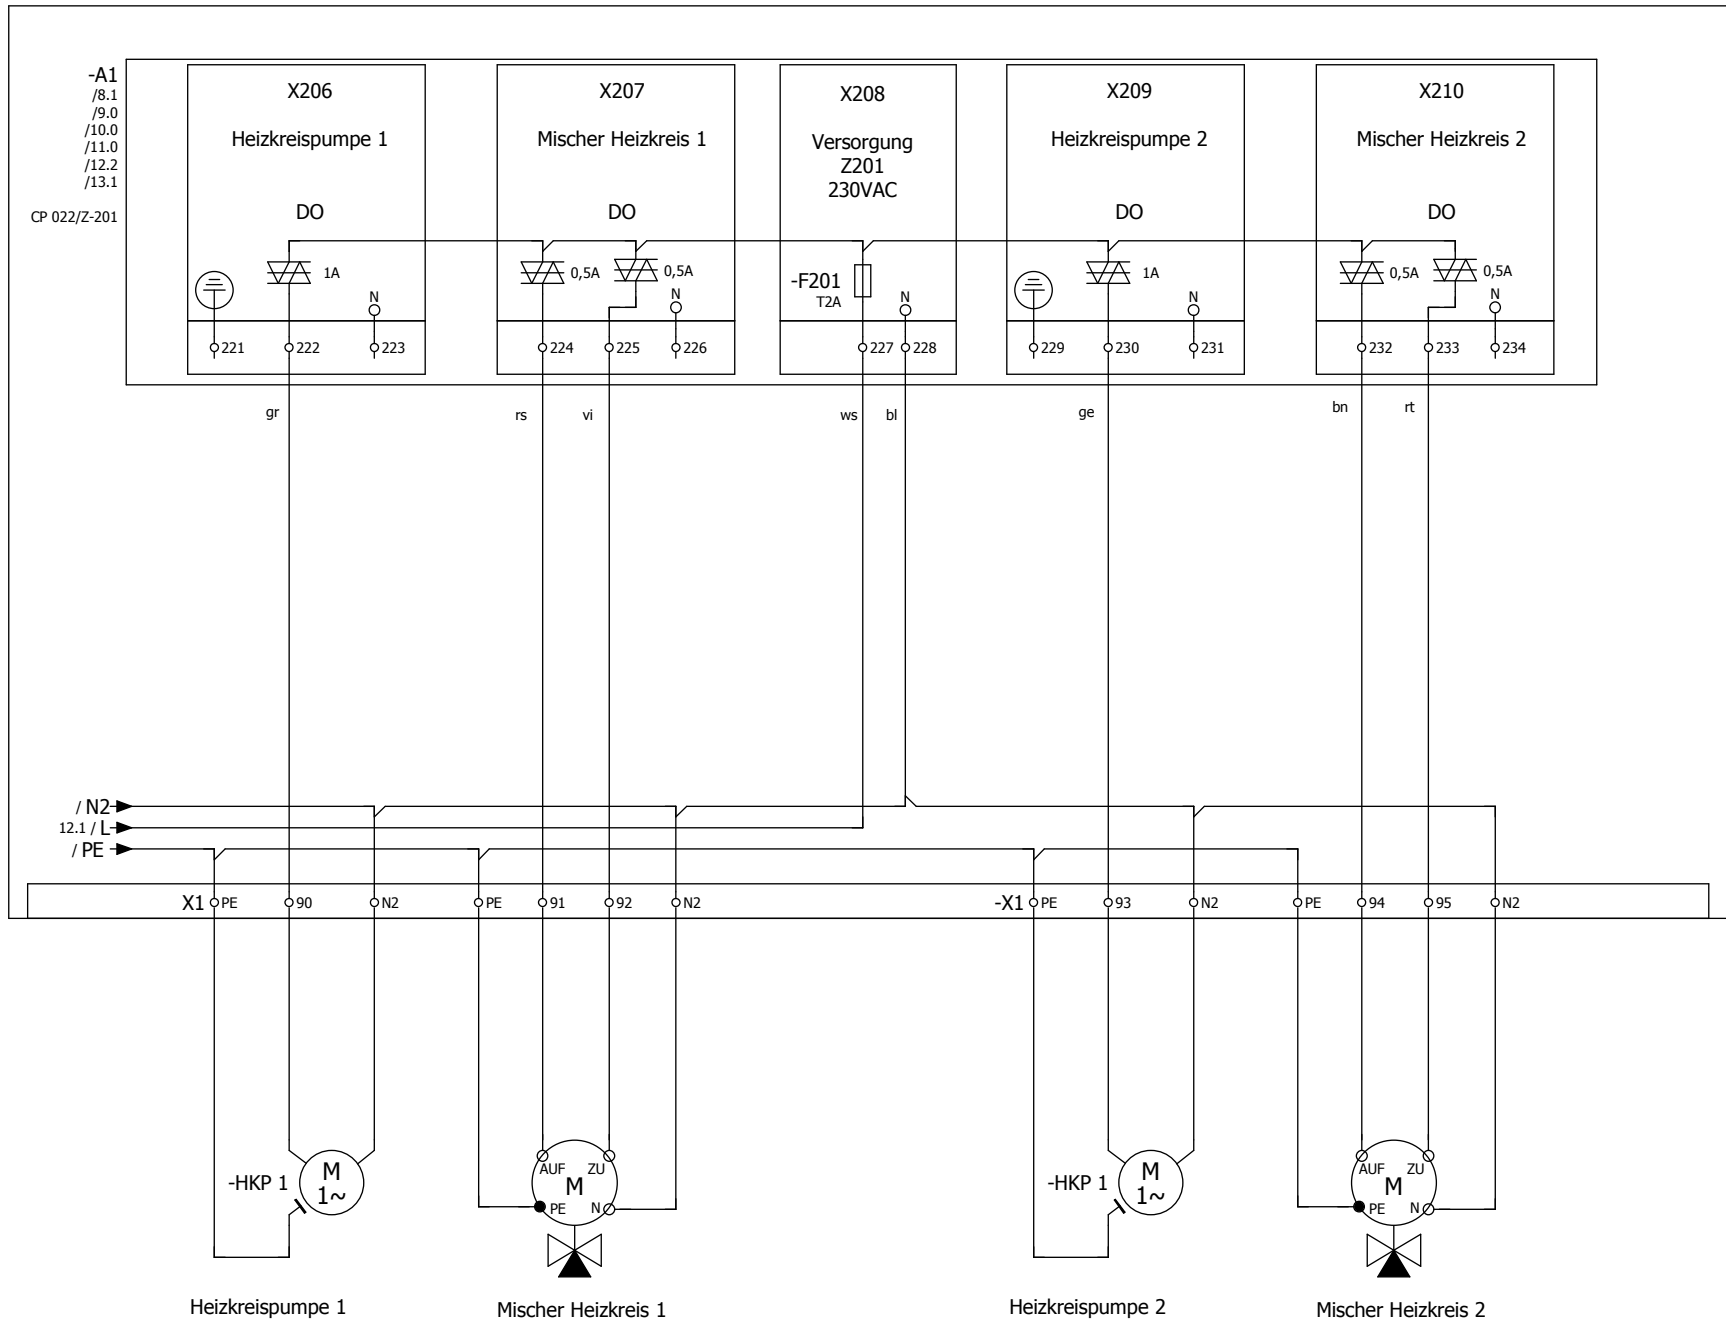 -A1
/8.1
/9.0
/10.0
/11.0
/12.2
/13.1
CP 022/Z-201
X206
Heizkreispumpe 1
DO
1A
N
221
222
223
X207
Mischer Heizkreis 1
DO
0,5A
0,5A
N
224
225
226
X208
Versorgung
Z201
230VAC
-F201
T2A
N
227
228
X209
Heizkreispumpe 2
DO
1A
N
229
230
231
X210
Mischer Heizkreis 2
DO
0,5A
0,5A
N
232
233
234
gr
rs
vi
ws
bl
ge
bn
rt
/ N2
12.1 / L
/ PE
X1
PE
90
N2
PE
91
92
N2
-X1
PE
93
N2
PE
94
95
N2
-HKP 1
M
1~
AUF
ZU
M
PE
N
-HKP 1
M
1~
AUF
ZU
M
PE
N
Heizkreispumpe 1
Mischer Heizkreis 1
Heizkreispumpe 2
Mischer Heizkreis 2